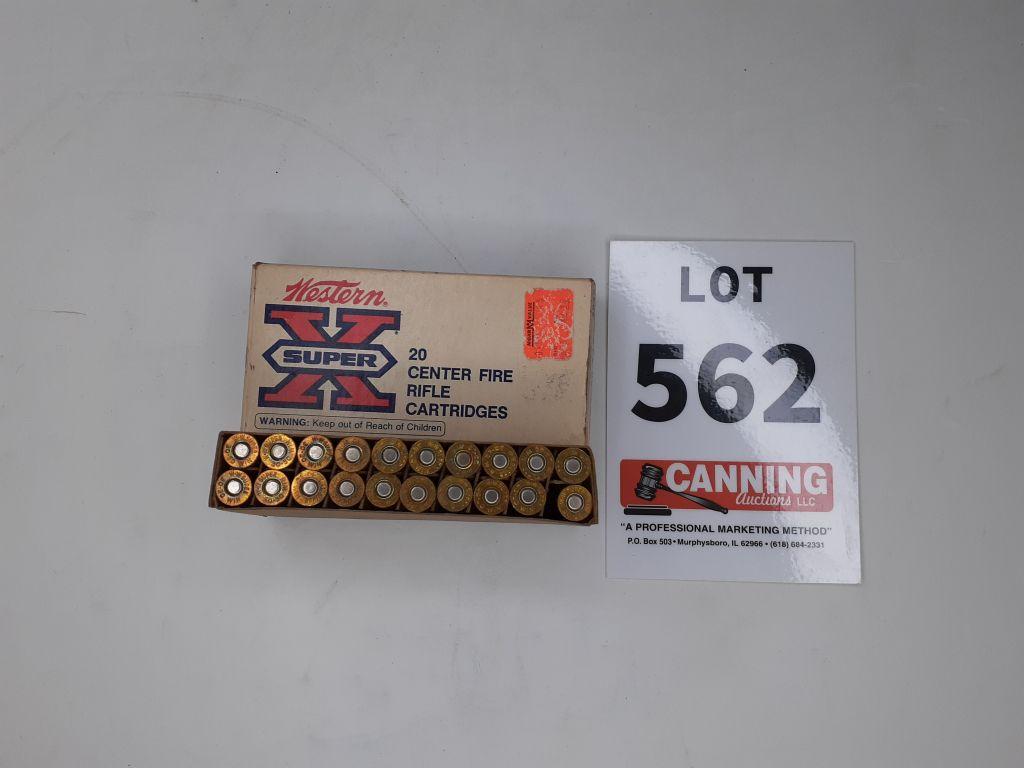 Western
SUPER
X
20
CENTER FIRE
RIFLE
CARTRIDGES
WARNING: Keep out of Reach of Children
LOT
562
CANNING
Auctions LLC
"A PROFESSIONAL MARKETING METHOD"
P.O. Box 503 • Murphysboro, IL 62966 • (618) 684-2331